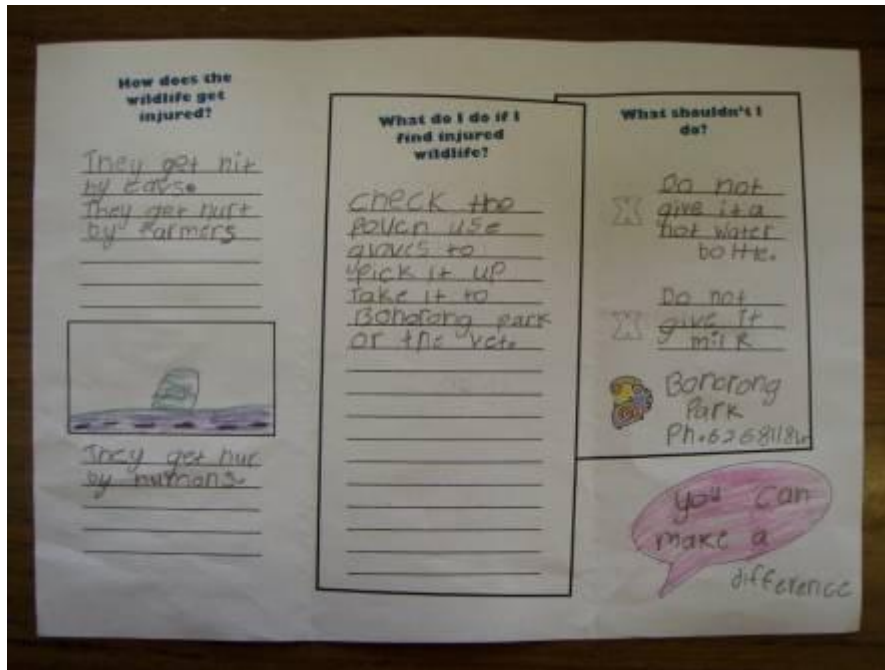 How does the
wildlife get
injured?
They get hit
by cars.
They get hurt
by farmers
They get hur
by humans.
What do I do if I
find injured
wildlife?
check the
pouch use
gloves to
pick it up
Take it to
Bonorong park
or the vet.
What shouldn't I
do?
X
Do not
give it a
hot water
bottle.
X
Do not
give it
milk
Bonorong
Park
Ph.
you can
make a
difference